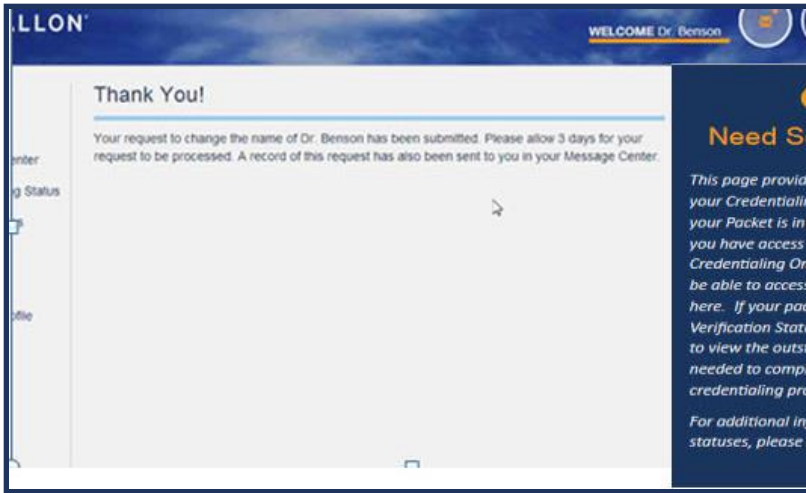 LLON
WELCOME Dr. Benson
Thank You!
Your request to change the name of Dr. Benson has been submitted. Please allow 3 days for your
request to be processed. A record of this request has also been sent to you in your Message Center.
enter
g Status
s
ofile
Need S
This page provid
your Credentialin
your Packet is in
you have access
Credentialing Or
be able to access
here. If your pac
Verification Stat
to view the outst
needed to comp
credentialing pro
For additional in
statuses, please